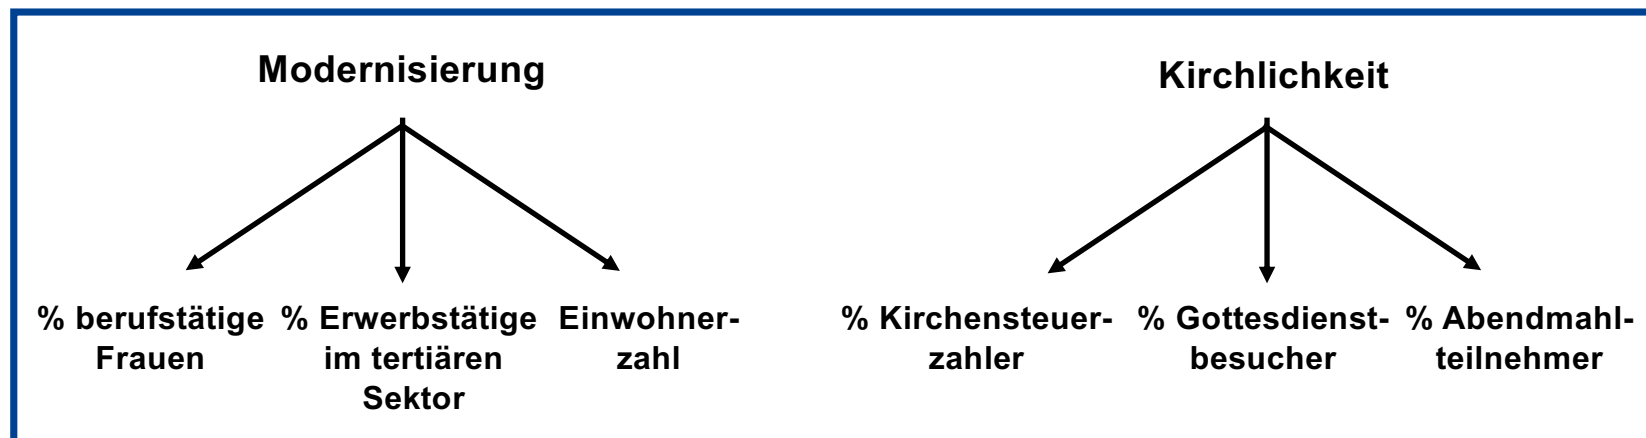 Modernisierung
Kirchlichkeit
% berufstätige
Frauen
% Erwerbstätige
im tertiären
Sektor
Einwohner-
zahl
% Kirchensteuer-
zahler
% Gottesdienst-
besucher
% Abendmahl-
teilnehmer